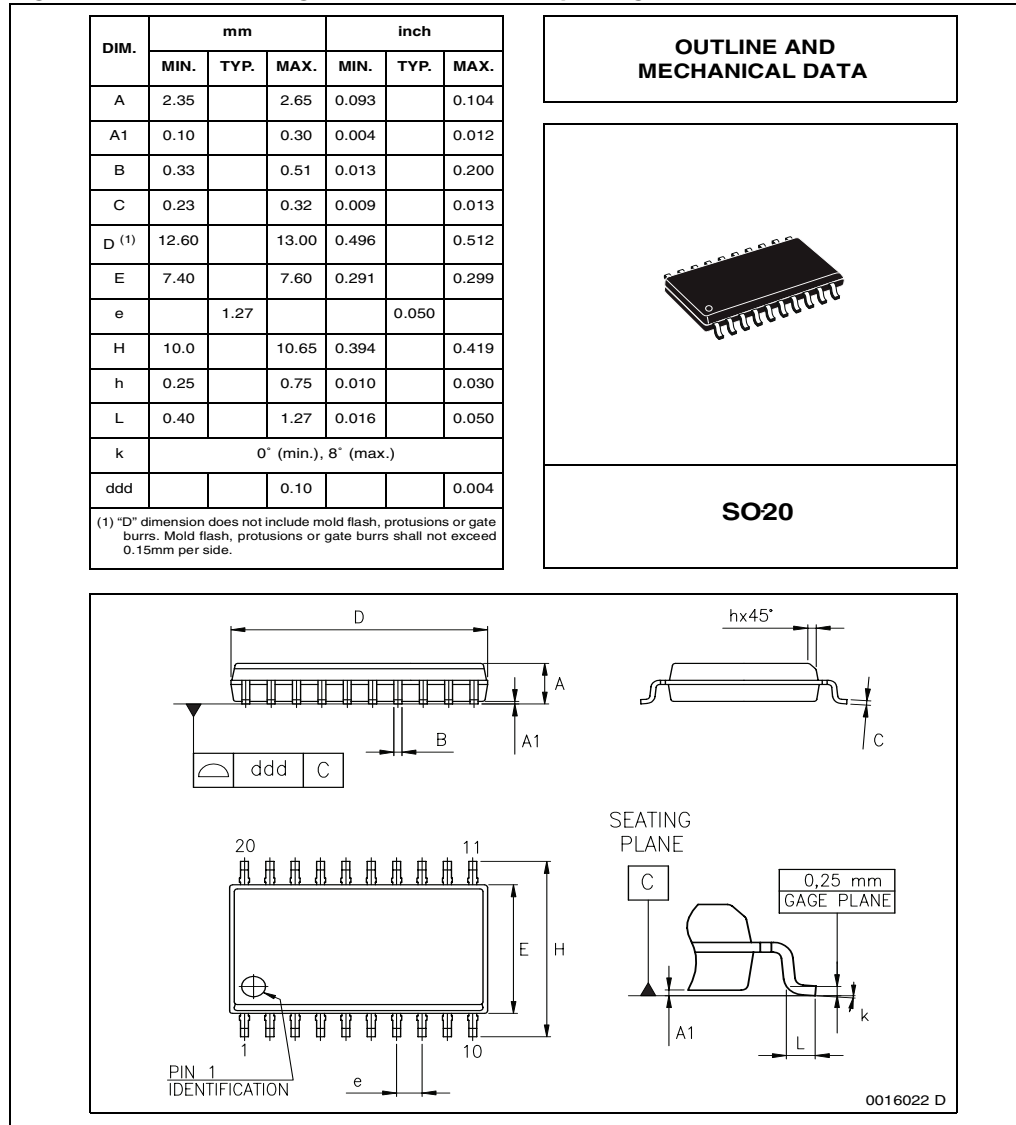 DIM. mm inch
MIN. TYP. MAX. MIN. TYP. MAX.
A 2.35 2.65 0.093 0.104
A1 0.10 0.30 0.004 0.012
B 0.33 0.51 0.013 0.200
C 0.23 0.32 0.009 0.013
D (1) 12.60 13.00 0.496 0.512
E 7.40 7.60 0.291 0.299
e 1.27 0.050
H 10.0 10.65 0.394 0.419
h 0.25 0.75 0.010 0.030
L 0.40 1.27 0.016 0.050
k 0˚ (min.), 8˚ (max.)
ddd 0.10 0.004
(1) “D” dimension does not include mold flash, protusions or gate
burrs. Mold flash, protusions or gate burrs shall not exceed
0.15mm per side.
OUTLINE AND
MECHANICAL DATA
SO20
D
hx45°
A
B
A1
C
ddd C
SEATING
PLANE
20 11
C
0,25 mm
GAGE PLANE
E H
k
A1
L
1 10
PIN 1
IDENTIFICATION
e
0016022 D